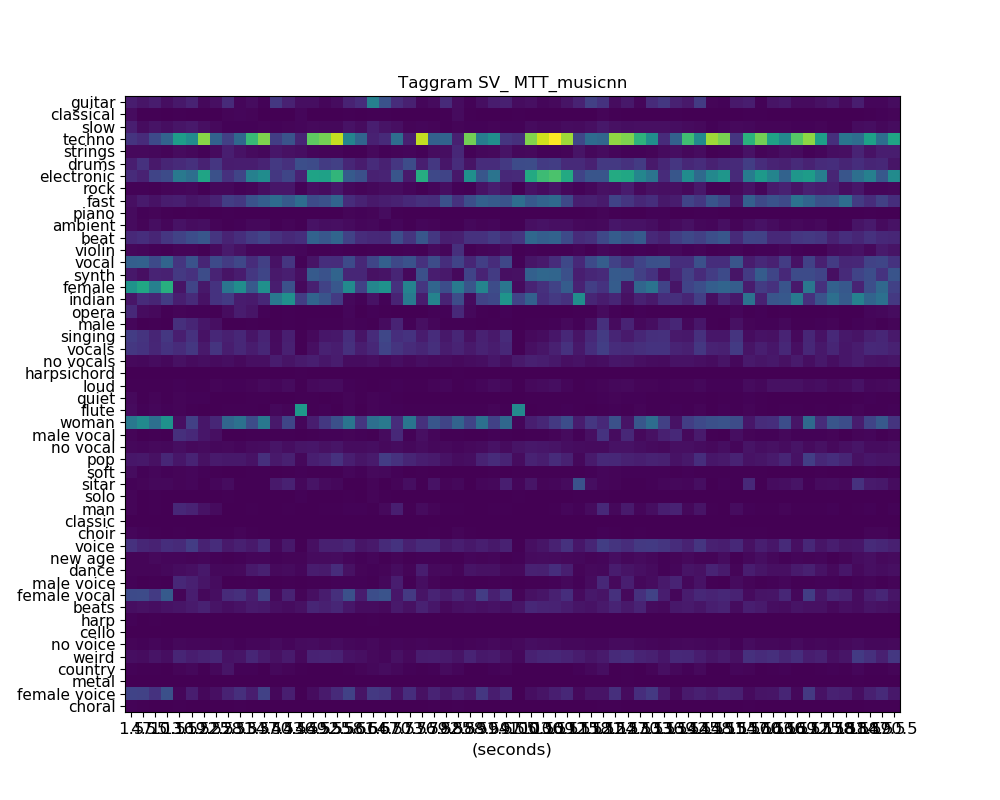 Taggram SV_ MTT_musicnn
guitar
classical
slow
techno
strings
drums
electronic
rock
fast
piano
ambient
beat
violin
vocal
synth
female
indian
opera
male
singing
vocals
no vocals
harpsichord
loud
quiet
flute
woman
male vocal
no vocal
pop
soft
sitar
solo
man
classic
choir
voice
new age
dance
male voice
female vocal
beats
harp
cello
no voice
weird
country
metal
female voice
choral
(seconds)